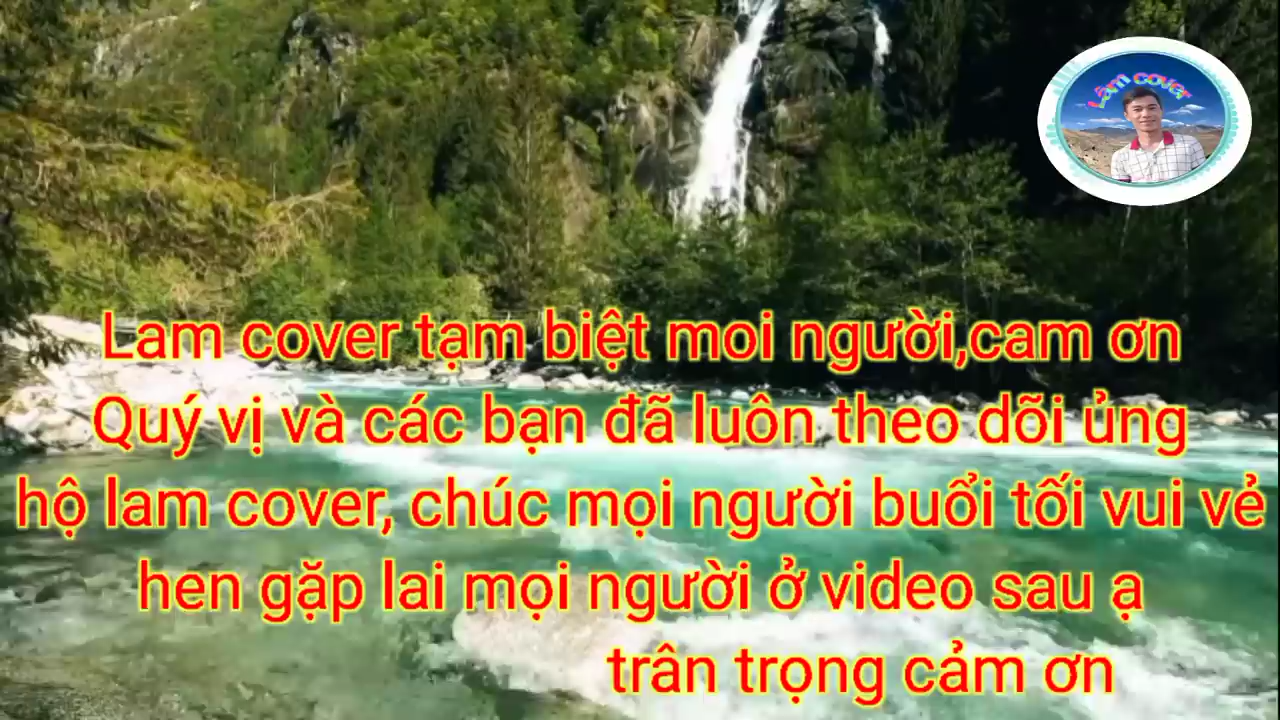 Lâm cover
Lam cover tạm biệt moi người,cam ơn
Quý vị và các bạn đã luôn theo dõi ủng
hộ lam cover, chúc mọi người buổi tối vui vẻ
hen gặp lai mọi người ở video sau ạ
trân trọng cảm ơn